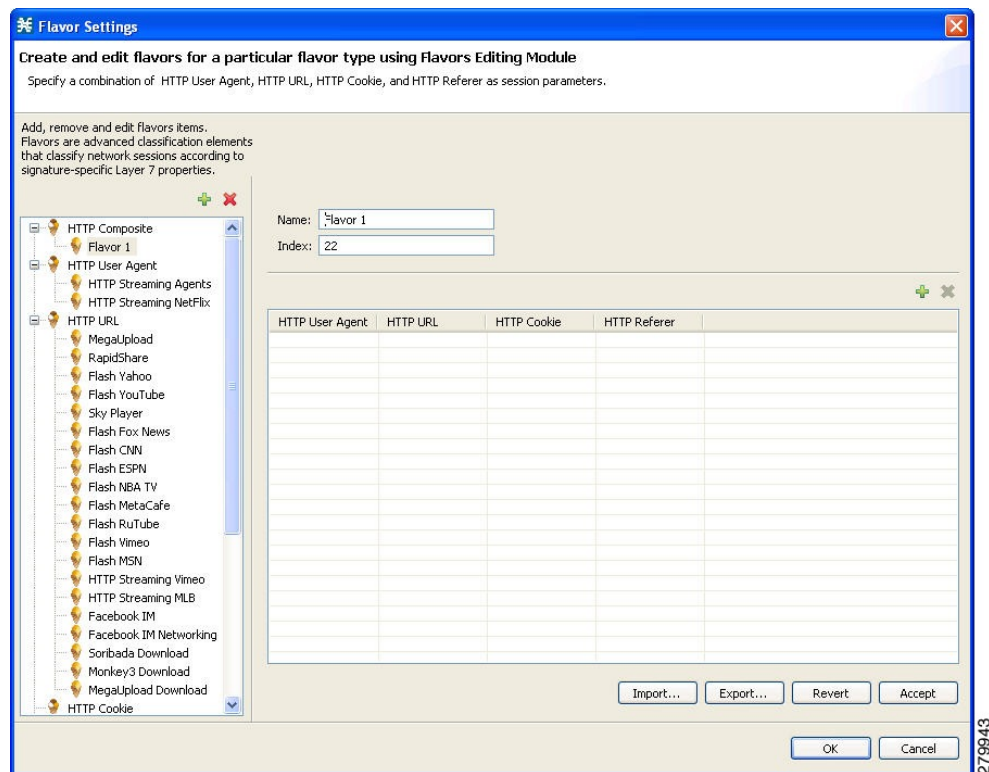 Flavor Settings
Create and edit flavors for a particular flavor type using Flavors Editing Module
Specify a combination of HTTP User Agent, HTTP URL, HTTP Cookie, and HTTP Referer as session parameters.
Add, remove and edit flavors items.
Flavors are advanced classification elements
that classify network sessions according to
signature-specific Layer 7 properties.
HTTP Composite
Flavor 1
HTTP User Agent
HTTP Streaming Agents
HTTP Streaming NetFlix
HTTP URL
MegaUpload
RapidShare
Flash Yahoo
Flash YouTube
Sky Player
Flash Fox News
Flash CNN
Flash ESPN
Flash NBA TV
Flash MetaCafe
Flash RuTube
Flash Vimeo
Flash MSN
HTTP Streaming Vimeo
HTTP Streaming MLB
Facebook IM
Facebook IM Networking
Soribada Download
Monkey3 Download
MegaUpload Download
HTTP Cookie
Name: Flavor 1
Index: 22
HTTP User Agent HTTP URL HTTP Cookie HTTP Referer
Import... Export... Revert Accept
OK Cancel
279943